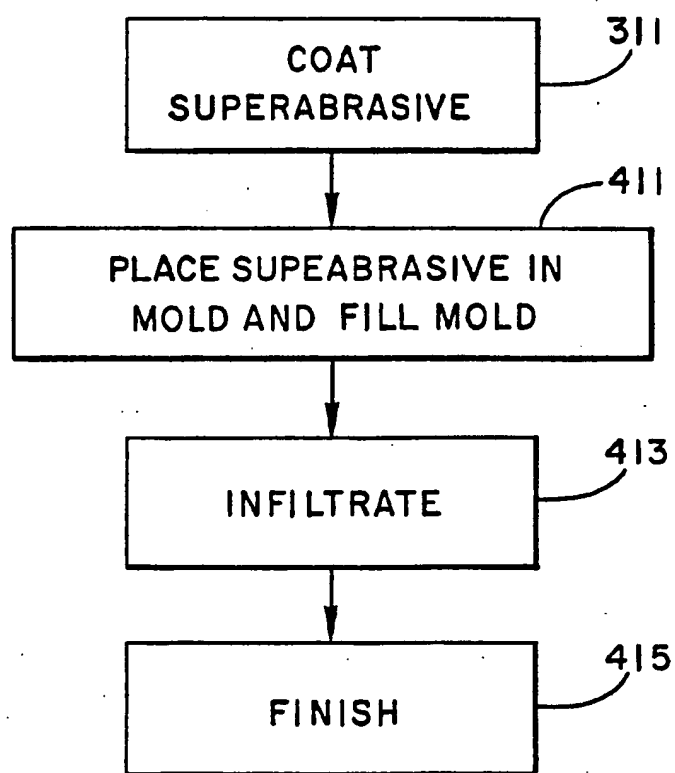 311
COAT
SUPERABRASIVE
411
PLACE SUPEABRASIVE IN
MOLD AND FILL MOLD
413
INFILTRATE
415
FINISH